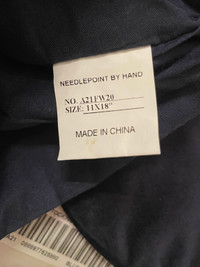 NEEDLEPOINT BY HAND
NO. A21FW20
SIZE: 11X18"
MADE IN CHINA